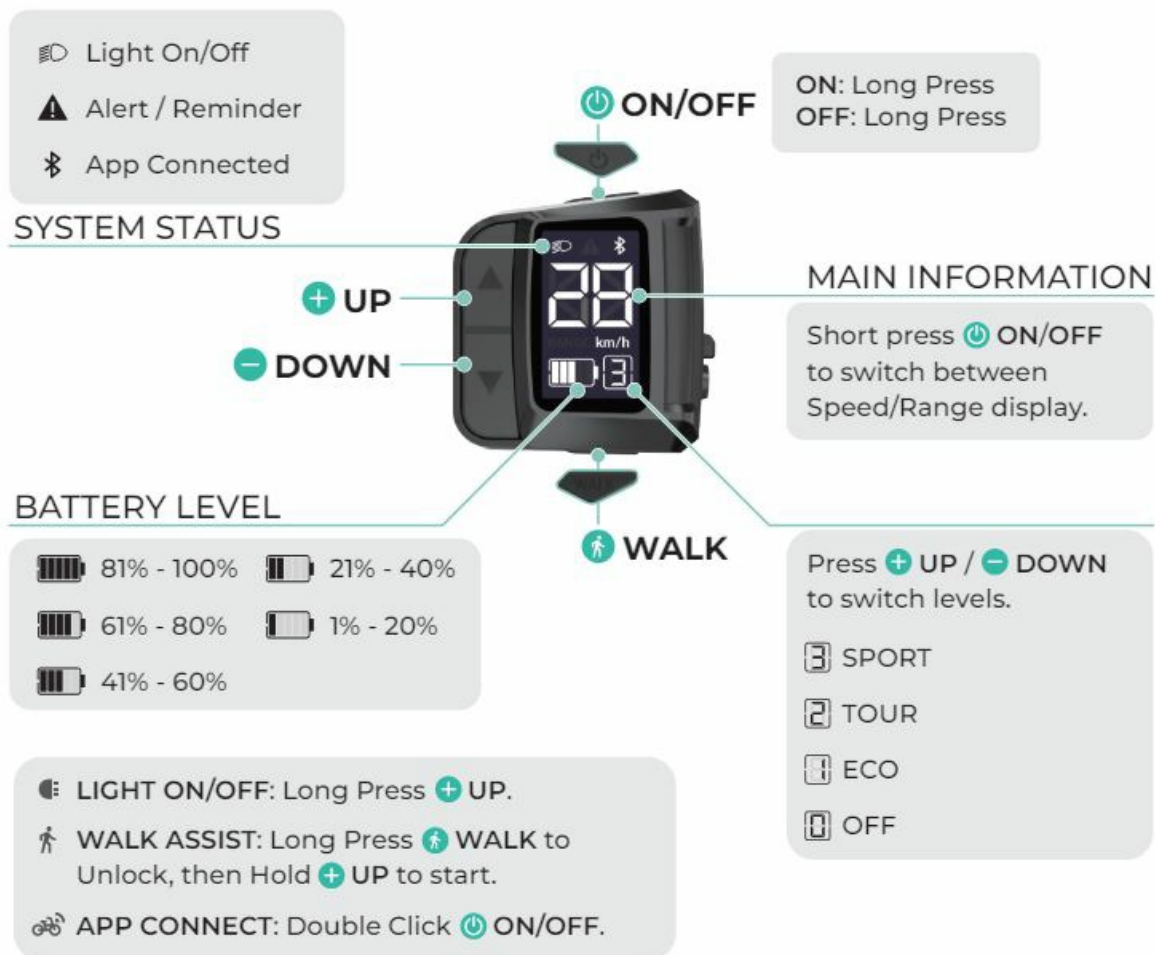 Light On/Off
Alert / Reminder
App Connected
SYSTEM STATUS
ON/OFF
ON: Long Press
OFF: Long Press
UP
DOWN
28
RANGE km/h
3
MAIN INFORMATION
Short press ON/OFF
to switch between
Speed/Range display.
WALK
WALK
BATTERY LEVEL
81% - 100%
21% - 40%
61% - 80%
1% - 20%
41% - 60%
Press UP / DOWN
to switch levels.
3 SPORT
2 TOUR
1 ECO
0 OFF
LIGHT ON/OFF: Long Press UP.
WALK ASSIST: Long Press WALK to
Unlock, then Hold UP to start.
APP CONNECT: Double Click ON/OFF.